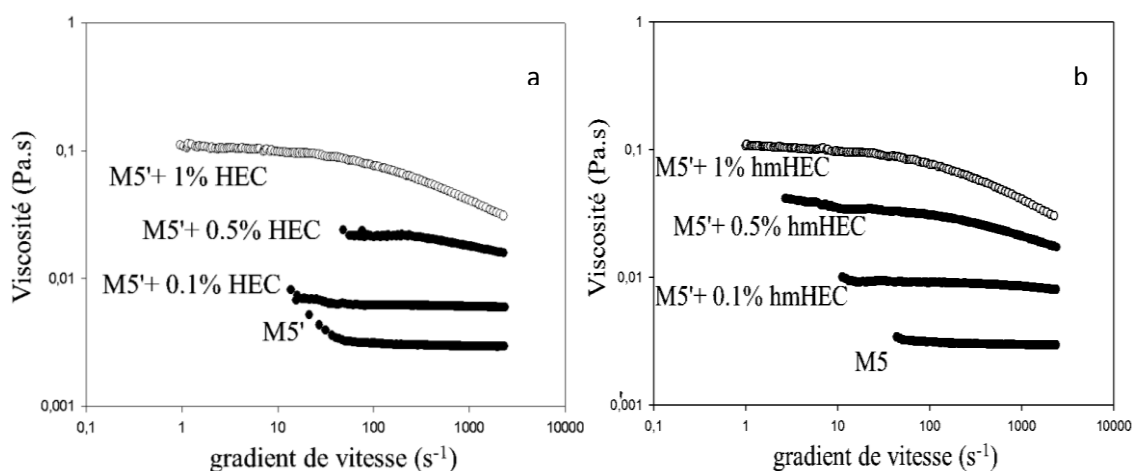 a
Viscosité (Pa.s)
1
0,1
0,01
0,001
M5'+ 1% HEC
M5'+ 0.5% HEC
M5'+ 0.1% HEC
M5'
0,1 1 10 100 1000 10000
gradient de vitesse (s⁻¹)
b
Viscosité (Pa.s)
1
0,1
0,01
0,001
M5'+ 1% hmHEC
M5'+ 0.5% hmHEC
M5'+ 0.1% hmHEC
M5
'
0,1 1 10 100 1000 10000
gradient de vitesse (s⁻¹)